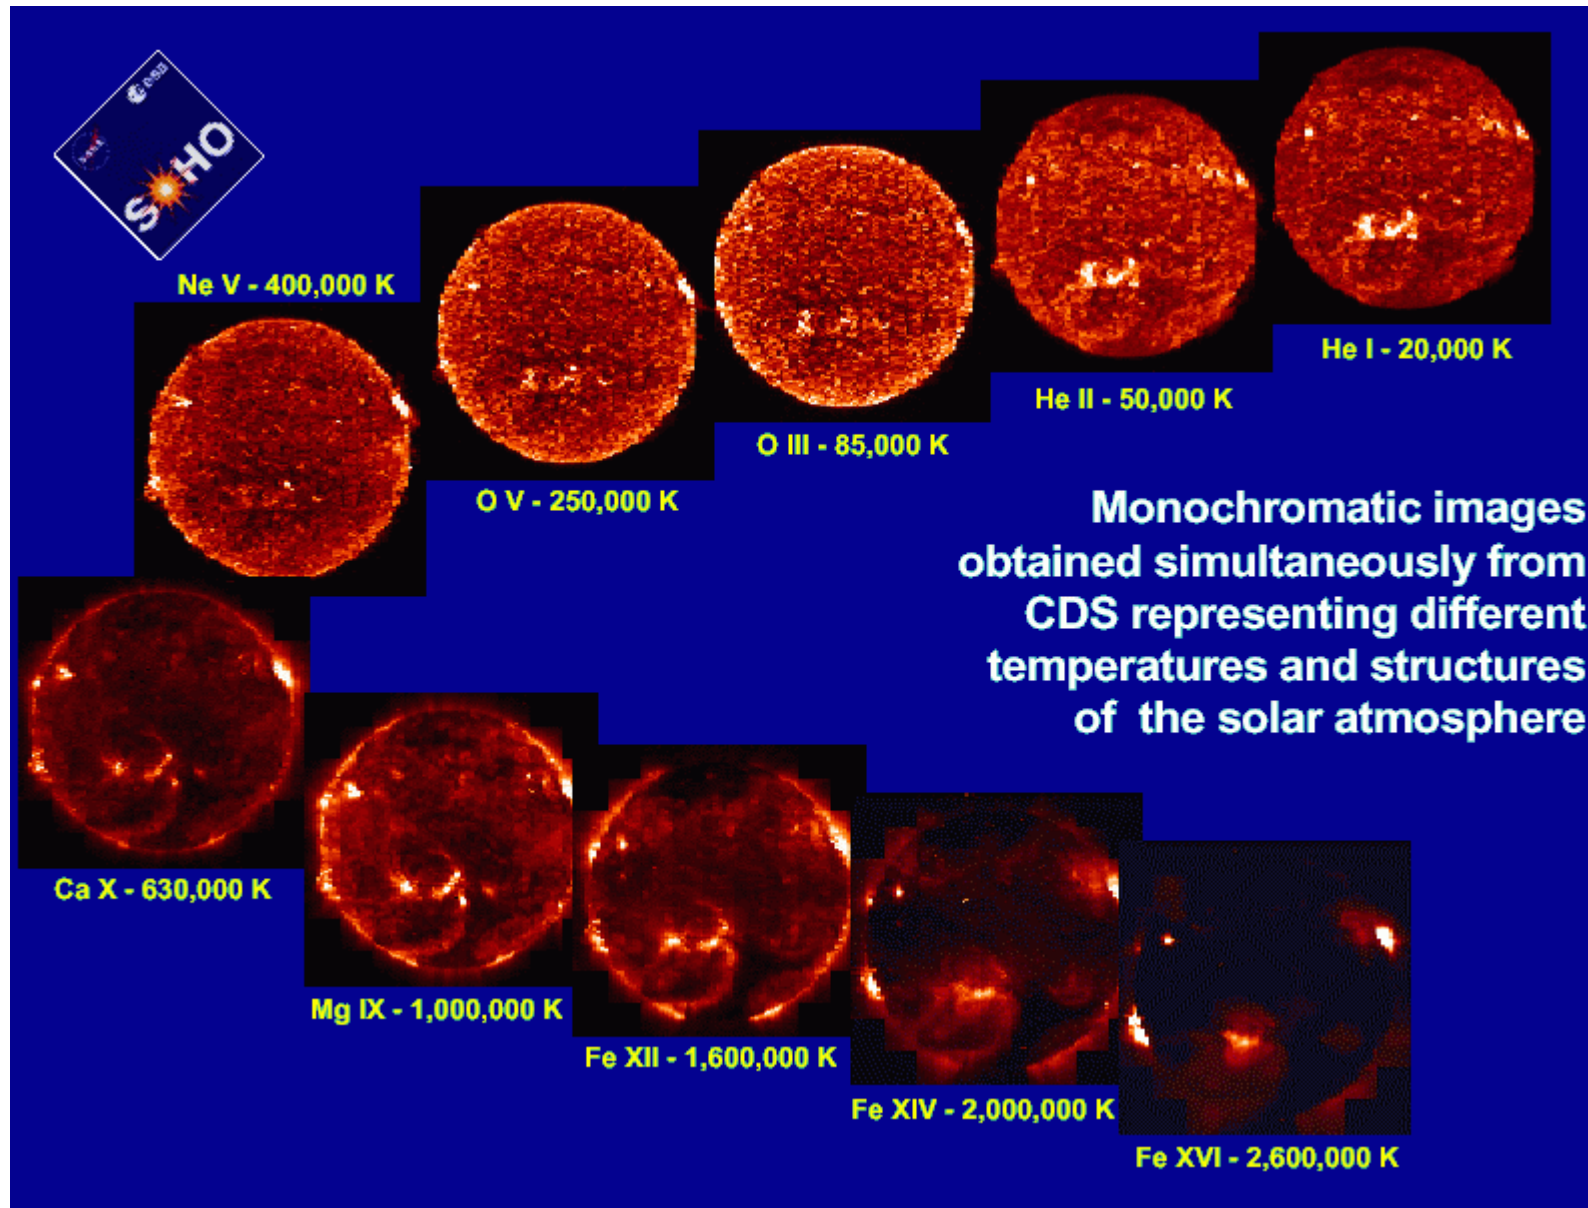 esa
NASA
SOHO
He I - 20,000 K
He II - 50,000 K
O III - 85,000 K
O V - 250,000 K
Ne V - 400,000 K
Ca X - 630,000 K
Mg IX - 1,000,000 K
Fe XII - 1,600,000 K
Fe XIV - 2,000,000 K
Fe XVI - 2,600,000 K
Monochromatic images
obtained simultaneously from
CDS representing different
temperatures and structures
of the solar atmosphere